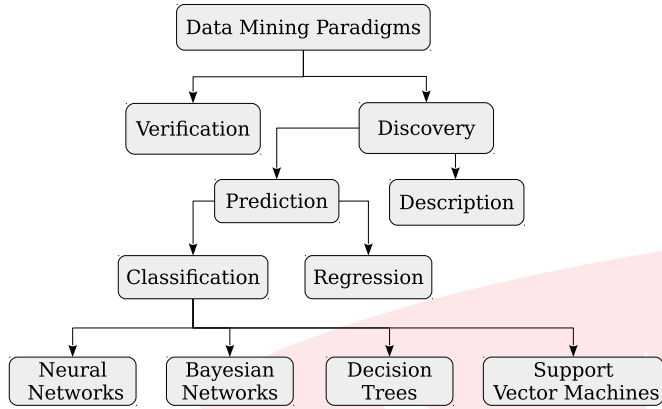 Data Mining Paradigms
Verification
Discovery
Prediction
Description
Classification
Regression
Neural
Networks
Bayesian
Networks
Decision
Trees
Support
Vector Machines